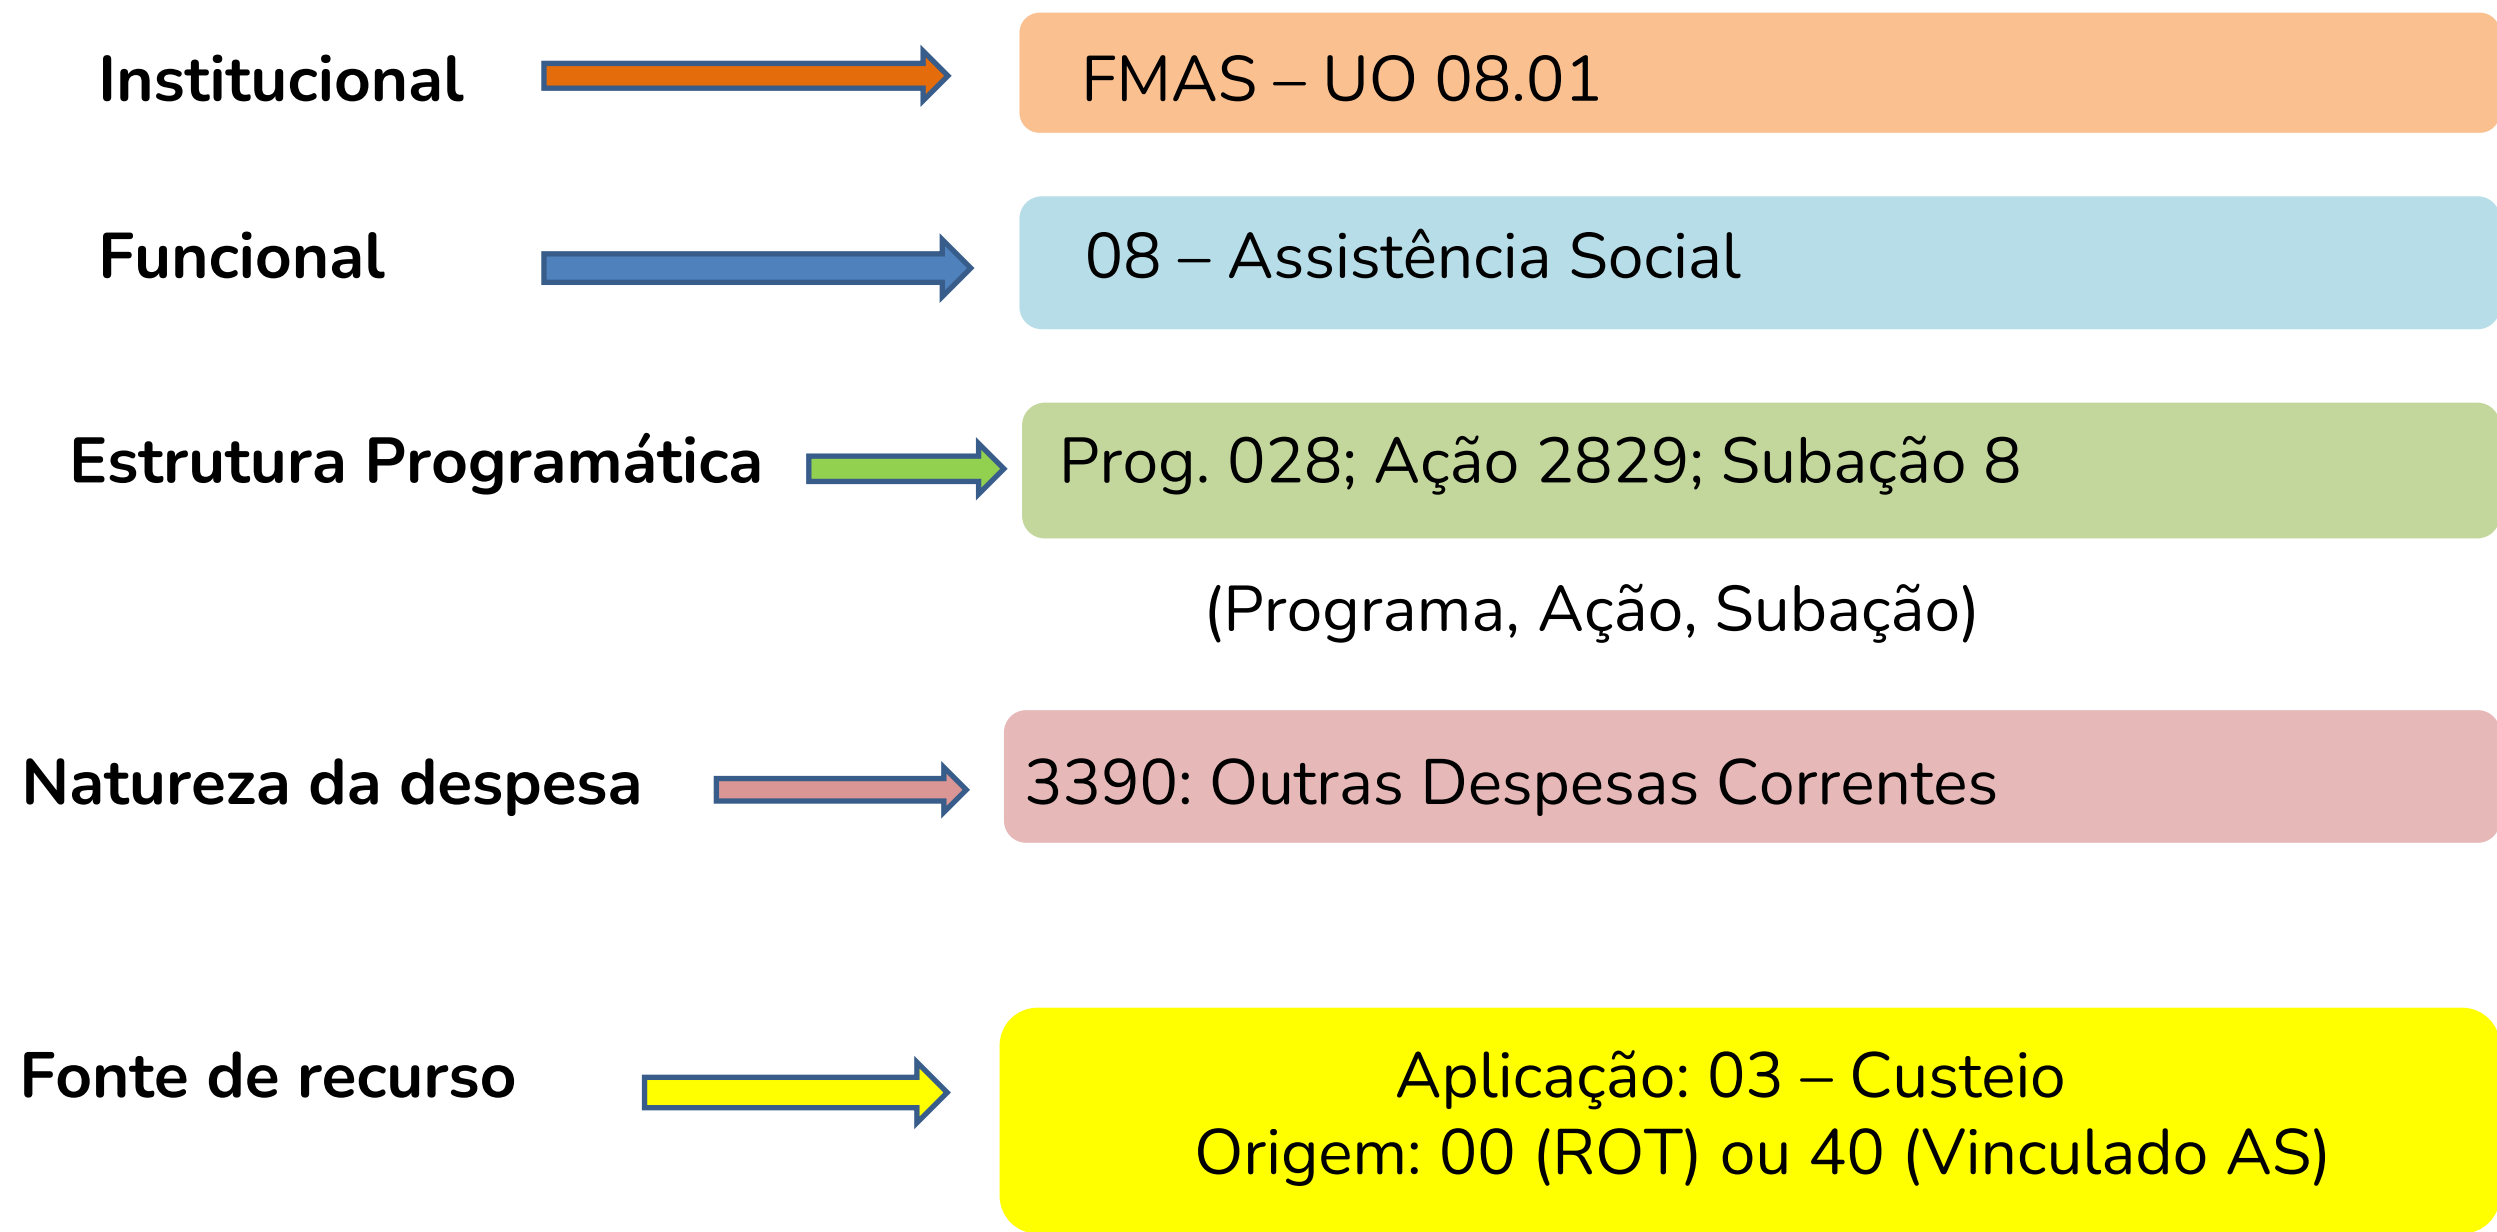 Institucional
FMAS – UO 08.01
Funcional
08 – Assistência Social
Estrutura Programática
Prog. 028; Ação 2829; Subação 8
(Programa, Ação, Subação)
Natureza da despesa
3390: Outras Despesas Correntes
Fonte de recurso
Aplicação: 03 – Custeio
Origem: 00 (ROT) ou 40 (Vinculado AS)